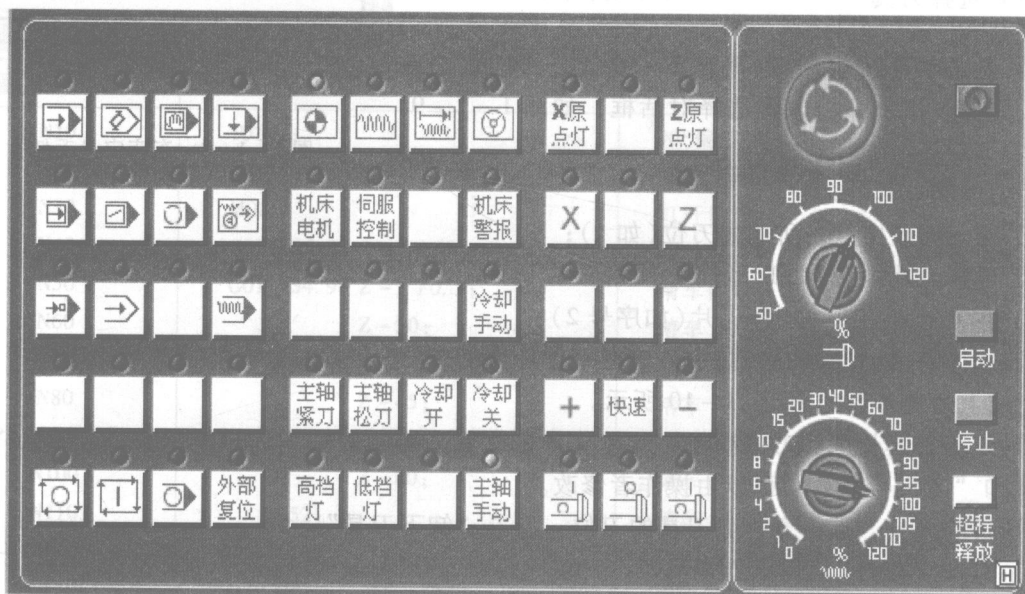 X原
点灯
Z原
点灯
机床
电机
伺服
控制
机床
警报
X
Z
冷却
手动
主轴
紧刀
主轴
松刀
冷却
开
冷却
关
+
快速
-
外部
复位
高档
灯
低档
灯
主轴
手动
50
60
70
80
90
100
110
120
%
启动
停止
超程
释放
0
1
2
4
6
8
10
15
20
30
40
50
60
70
80
90
95
100
105
110
120
%
H